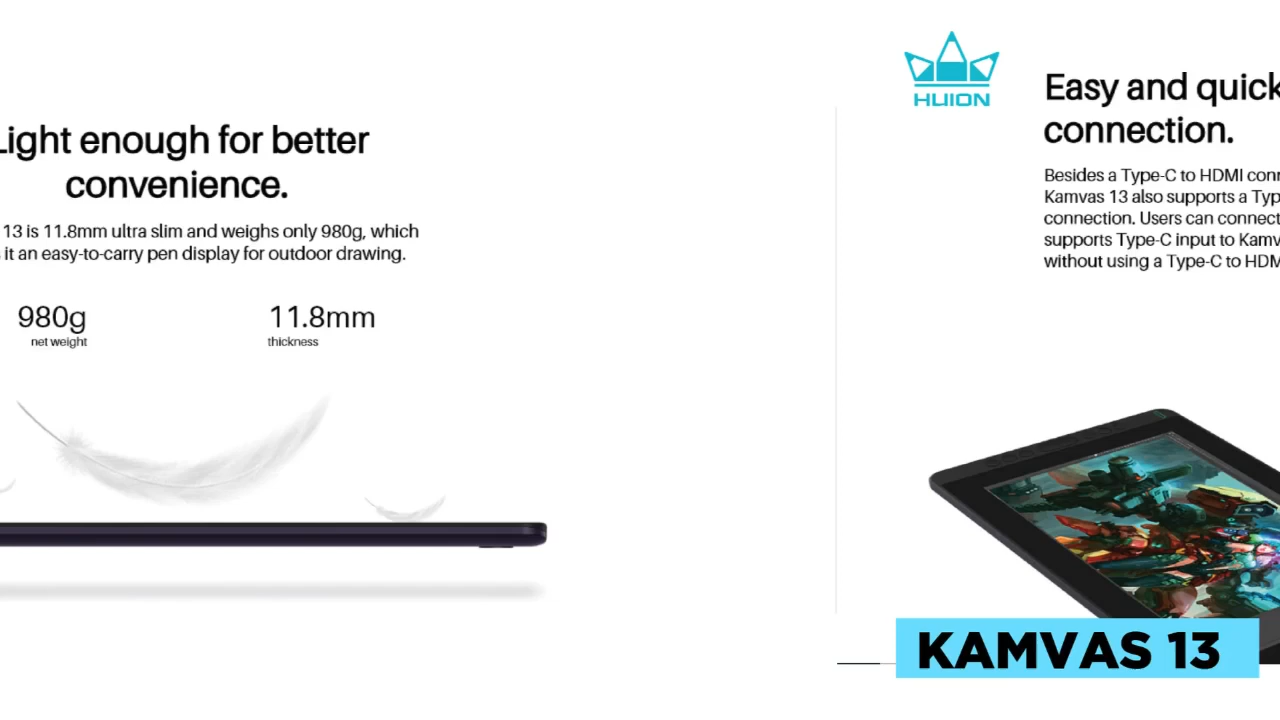 Light enough for better
convenience.
13 is 11.8mm ultra slim and weighs only 980g, which
it an easy-to-carry pen display for outdoor drawing.
980g
net weight
11.8mm
thickness
HUION
Easy and quick
connection.
Besides a Type-C to HDMI
Kamvas 13 also supports a
connection. Users can connect
supports Type-C input to
without using a Type-C to
KAMVAS 13